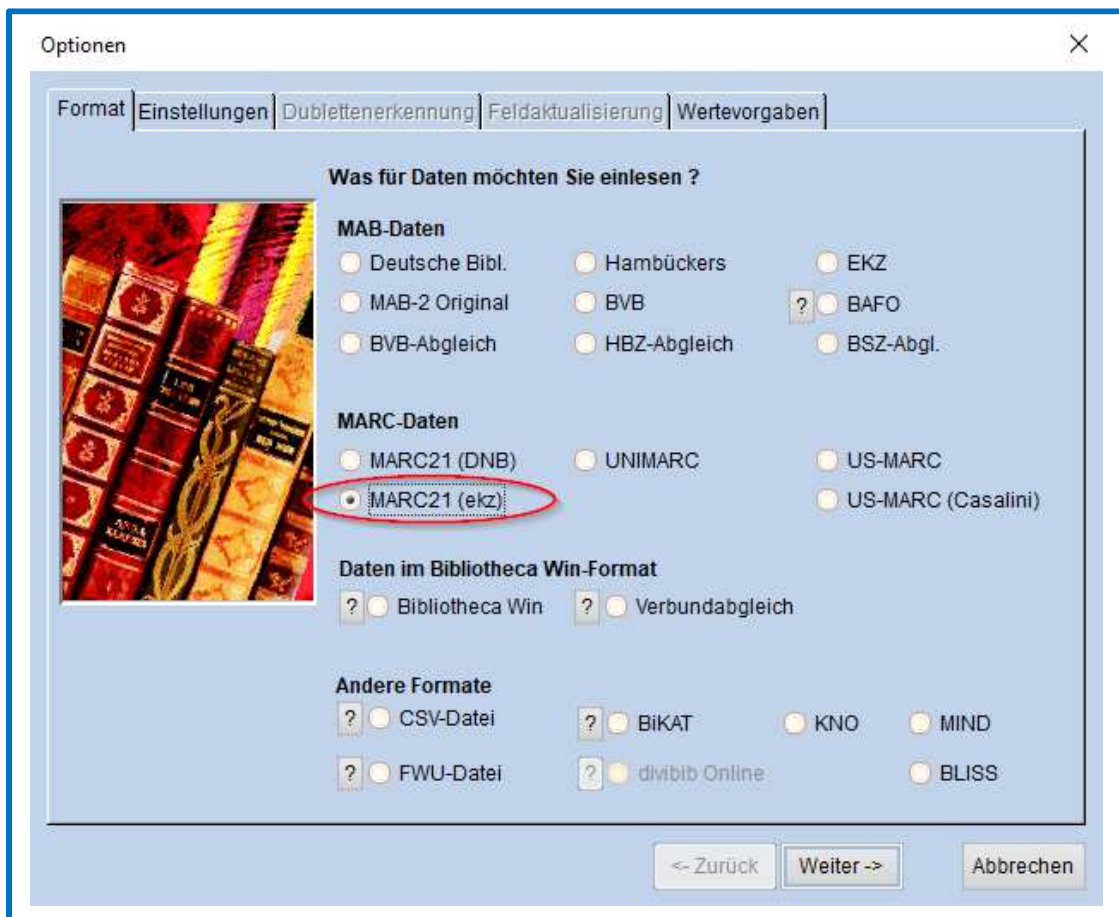 Optionen
Format Einstellungen Dublettenerkennung Feldaktualisierung Wertevorgaben
Was für Daten möchten Sie einlesen ?
MAB-Daten
Deutsche Bibl. Hambückers EKZ
MAB-2 Original BVB ? BAFO
BVB-Abgleich HBZ-Abgleich BSZ-Abgl.
MARC-Daten
MARC21 (DNB) UNIMARC US-MARC
MARC21 (ekz) US-MARC (Casalini)
Daten im Bibliotheca Win-Format
? Bibliotheca Win ? Verbundabgleich
Andere Formate
? CSV-Datei ? BiKAT KNO MIND
? FWU-Datei ? divibib Online BLISS
<- Zurück Weiter -> Abbrechen